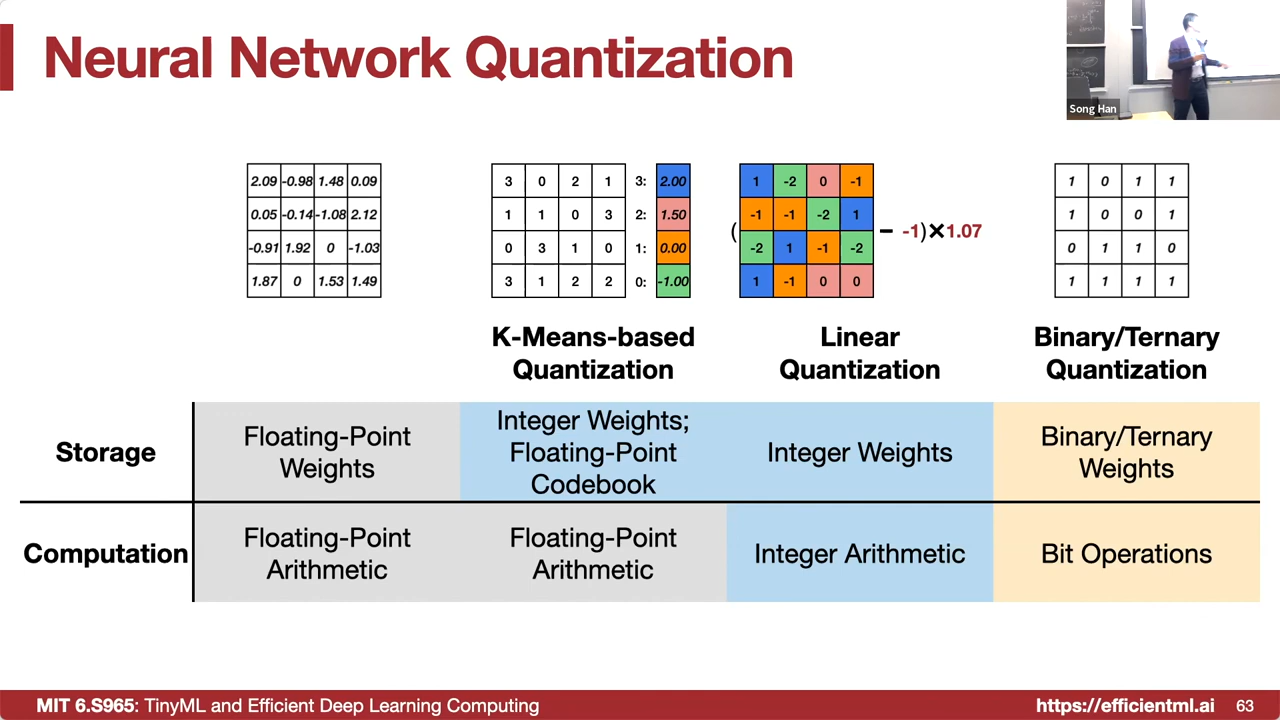 Neural Network Quantization
Song Han
2.09 -0.98 1.48 0.09
0.05 -0.14 -1.08 2.12
-0.91 1.92 0 -1.03
1.87 0 1.53 1.49
3 0 2 1 3: 2.00
1 1 0 3 2: 1.50
0 3 1 0 1: 0.00
3 1 2 2 0: -1.00
1 -2 0 -1
-1 -1 -2 1
( − -1)×1.07
-2 1 -1 -2
1 -1 0 0
1 0 1 1
1 0 0 1
0 1 1 0
1 1 1 1
K-Means-based
Quantization
Linear
Quantization
Binary/Ternary
Quantization
Storage
Floating-Point
Weights
Integer Weights;
Floating-Point
Codebook
Integer Weights
Binary/Ternary
Weights
Computation
Floating-Point
Arithmetic
Floating-Point
Arithmetic
Integer Arithmetic
Bit Operations
MIT 6.S965: TinyML and Efficient Deep Learning Computing
https://efficientml.ai 63